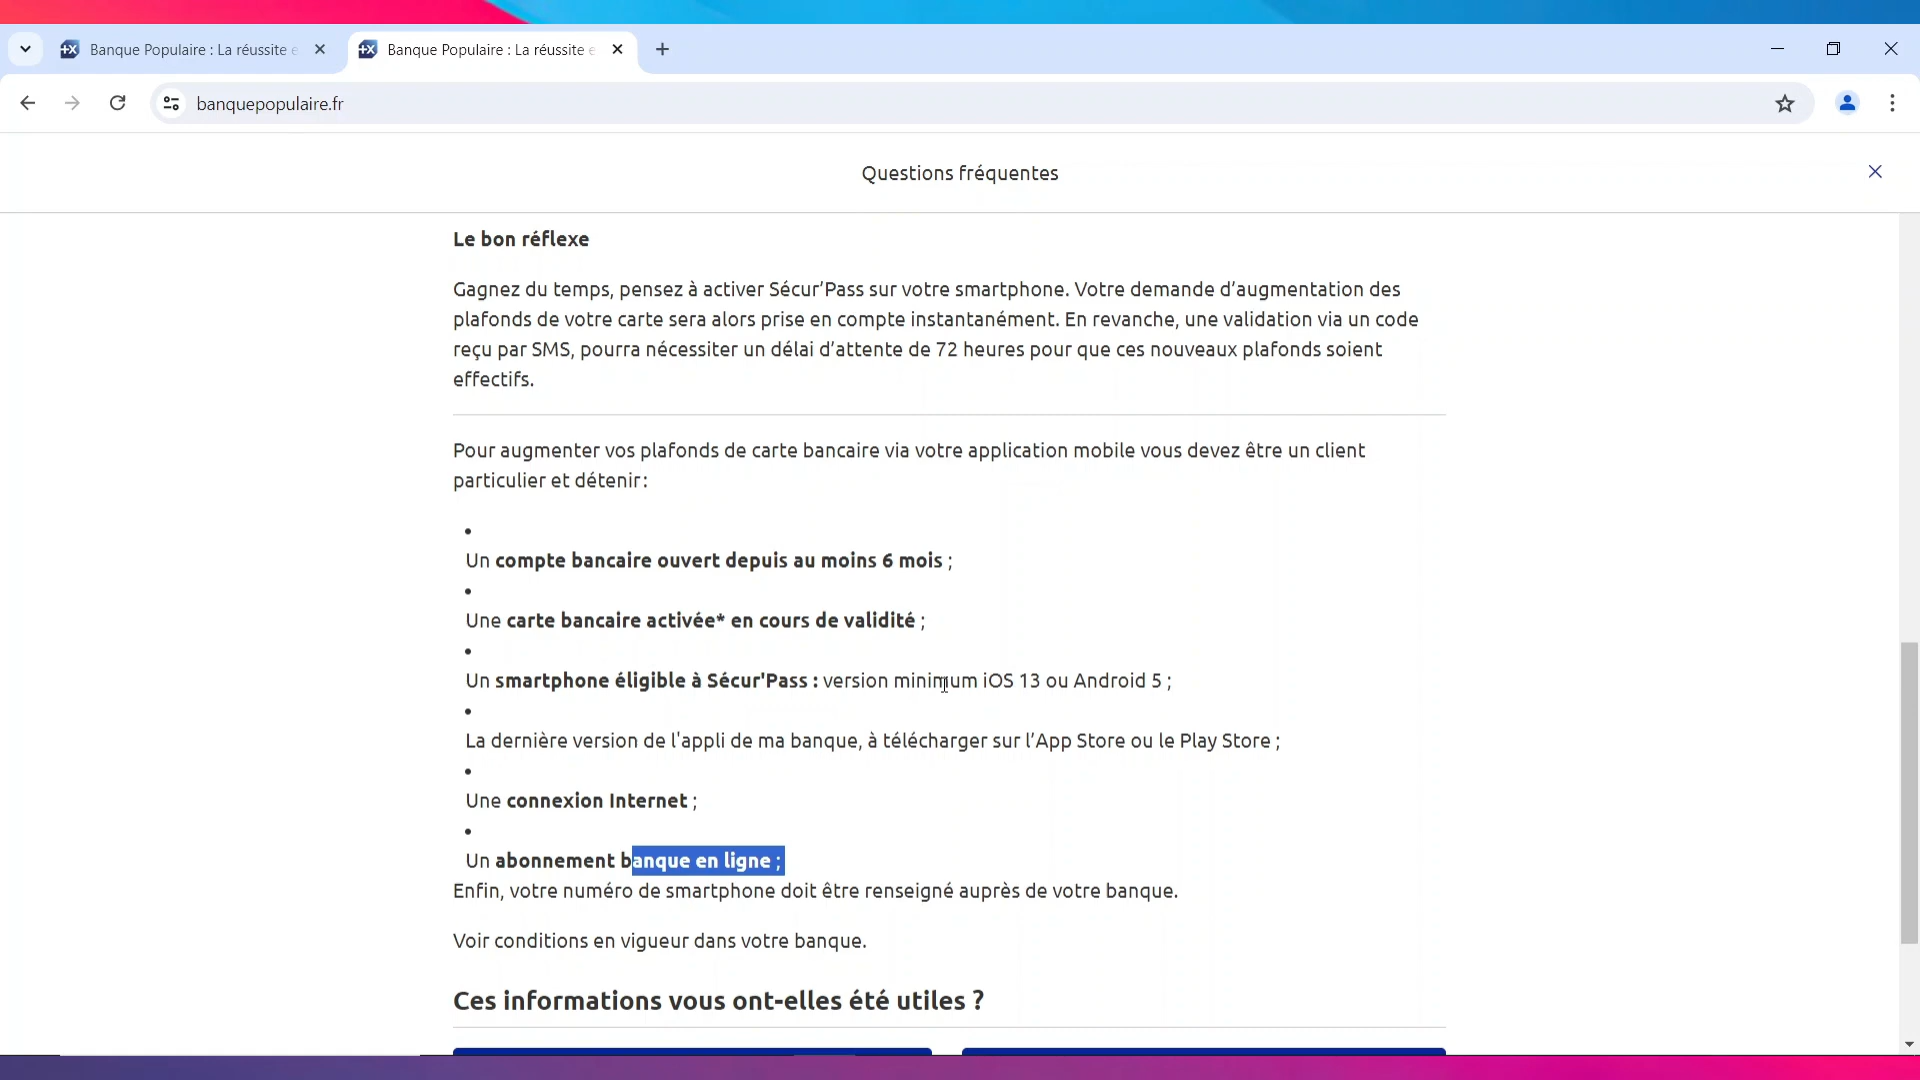 Banque Populaire : La réussite e
Banque Populaire : La réussite e
banquepopulaire.fr
Questions fréquentes
Le bon réflexe
Gagnez du temps, pensez à activer Sécur’Pass sur votre smartphone. Votre demande d’augmentation des
plafonds de votre carte sera alors prise en compte instantanément. En revanche, une validation via un code
reçu par SMS, pourra nécessiter un délai d’attente de 72 heures pour que ces nouveaux plafonds soient
effectifs.
Pour augmenter vos plafonds de carte bancaire via votre application mobile vous devez être un client
particulier et détenir :
•
Un compte bancaire ouvert depuis au moins 6 mois ;
•
Une carte bancaire activée* en cours de validité ;
•
Un smartphone éligible à Sécur'Pass : version minimum iOS 13 ou Android 5 ;
•
La dernière version de l'appli de ma banque, à télécharger sur l’App Store ou le Play Store ;
•
Une connexion Internet ;
•
Un abonnement banque en ligne ;
Enfin, votre numéro de smartphone doit être renseigné auprès de votre banque.
Voir conditions en vigueur dans votre banque.
Ces informations vous ont-elles été utiles ?